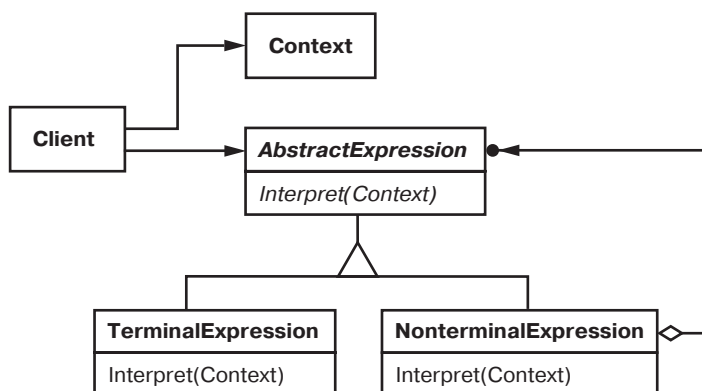 Context
Client
AbstractExpression
Interpret(Context)
TerminalExpression
NonterminalExpression
Interpret(Context)
Interpret(Context)